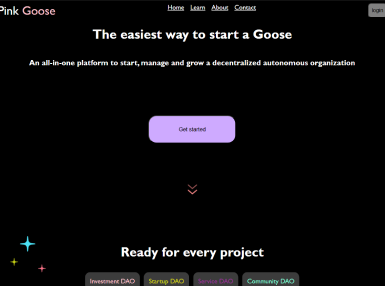 Pink Goose
Home Learn About Contact
login
The easiest way to start a Goose
An all-in-one platform to start, manage and grow a decentralized autonomous organization
Get started
Ready for every project
Investment DAO
Startup DAO
Service DAO
Community DAO